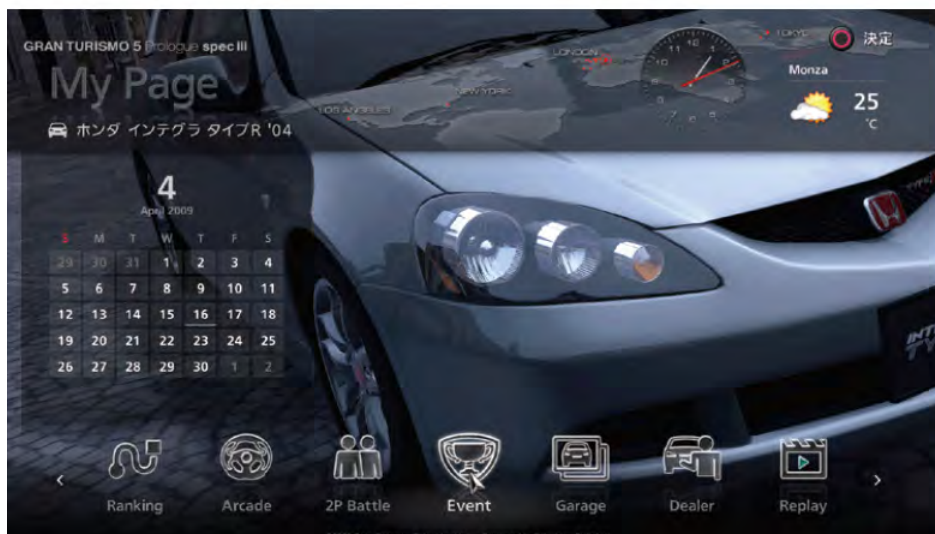 GRAN TURISMO 5 Prologue spec III
My Page
ホンダ インテグラ タイプR '04
LOS ANGELES
NEW YORK
LONDON
TOKYO
決定
Monza
25
°C
4
April 2009
S M T W T F S
29 30 31 1 2 3 4
5 6 7 8 9 10 11
12 13 14 15 16 17 18
19 20 21 22 23 24 25
26 27 28 29 30 1 2
Ranking
Arcade
2P Battle
Event
Garage
Dealer
Replay